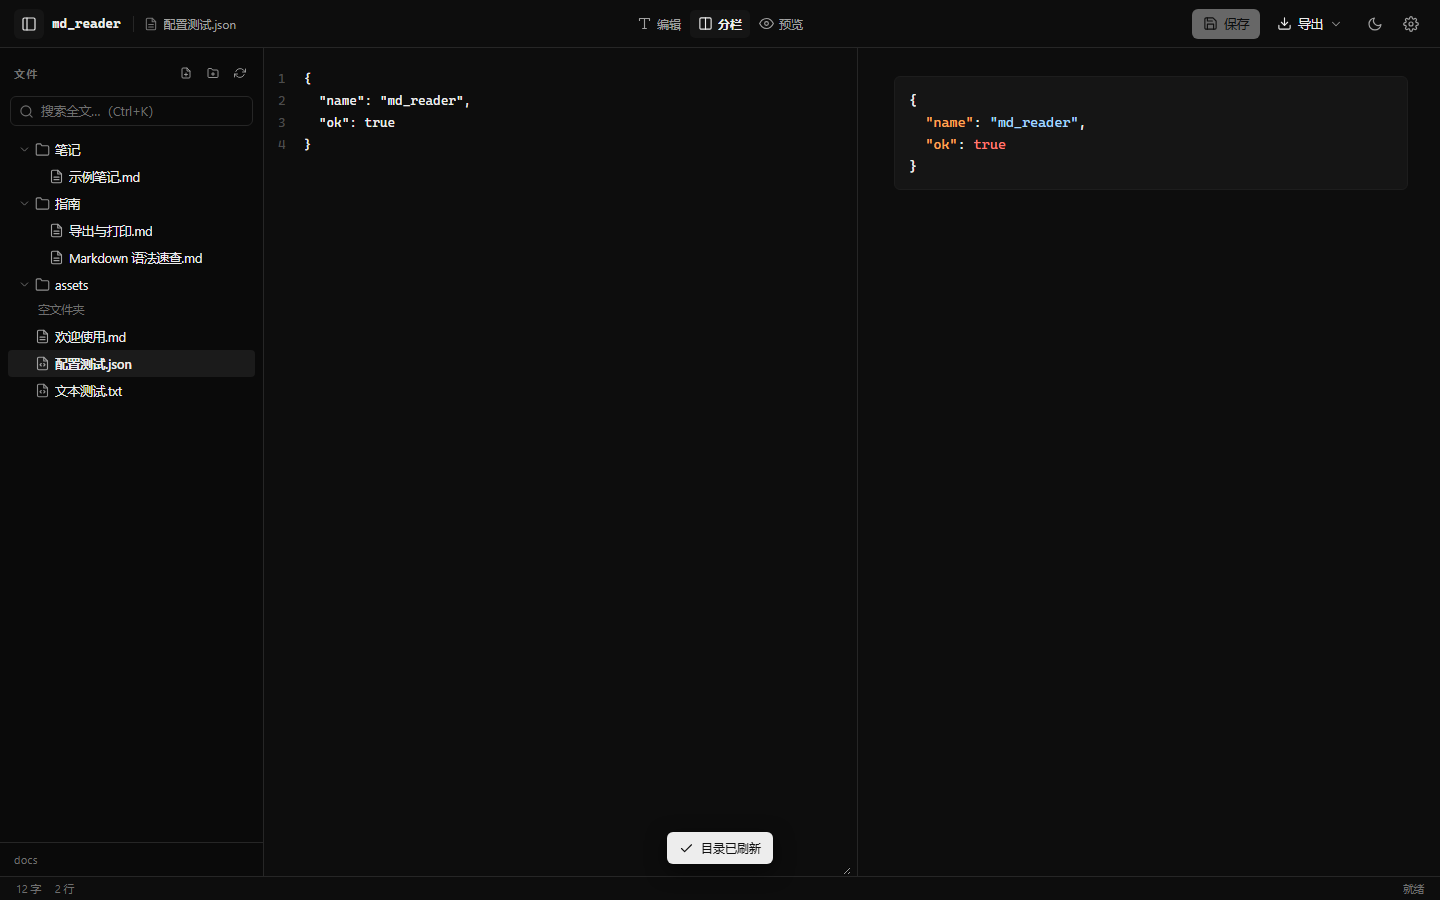 md_reader
配置测试.json
编辑
分栏
预览
保存
导出
文件
搜索全文... (Ctrl+K)
笔记
示例笔记.md
指南
导出与打印.md
Markdown 语法速查.md
assets
空文件夹
欢迎使用.md
配置测试.json
文本测试.txt
docs
1 {
2 "name": "md_reader",
3 "ok": true
4 }
{
"name": "md_reader",
"ok": true
}
目录已刷新
12 字 2 行
就绪